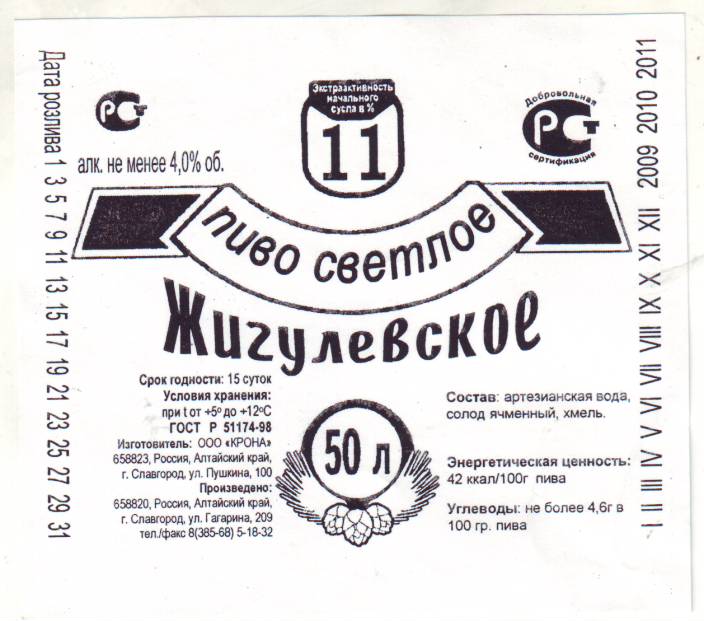 Дата розлива 1 3 5 7 9 11 13 15 17 19 21 23 25 27 29 31
РСТ
алк. не менее 4,0% об.
Экстраактивность
начального
сусла в %
11
Добровольная
РСТ
сертификация
пиво светлое
Жигулевское
Срок годности: 15 суток
Условия хранения:
при t от +5º до +12ºС
ГОСТ Р 51174-98
Изготовитель: ООО «КРОНА»
658823, Россия, Алтайский край,
г. Славгород, ул. Пушкина, 100
Произведено:
658820, Россия, Алтайский край,
г. Славгород, ул. Гагарина, 209
тел./факс 8(385-68) 5-18-32
50 л
Состав: артезианская вода,
солод ячменный, хмель.
Энергетическая ценность:
42 ккал/100г пива
Углеводы: не более 4,6г в
100 гр. пива
I II III IV V VI VII VIII IX X XI XII 2009 2010 2011